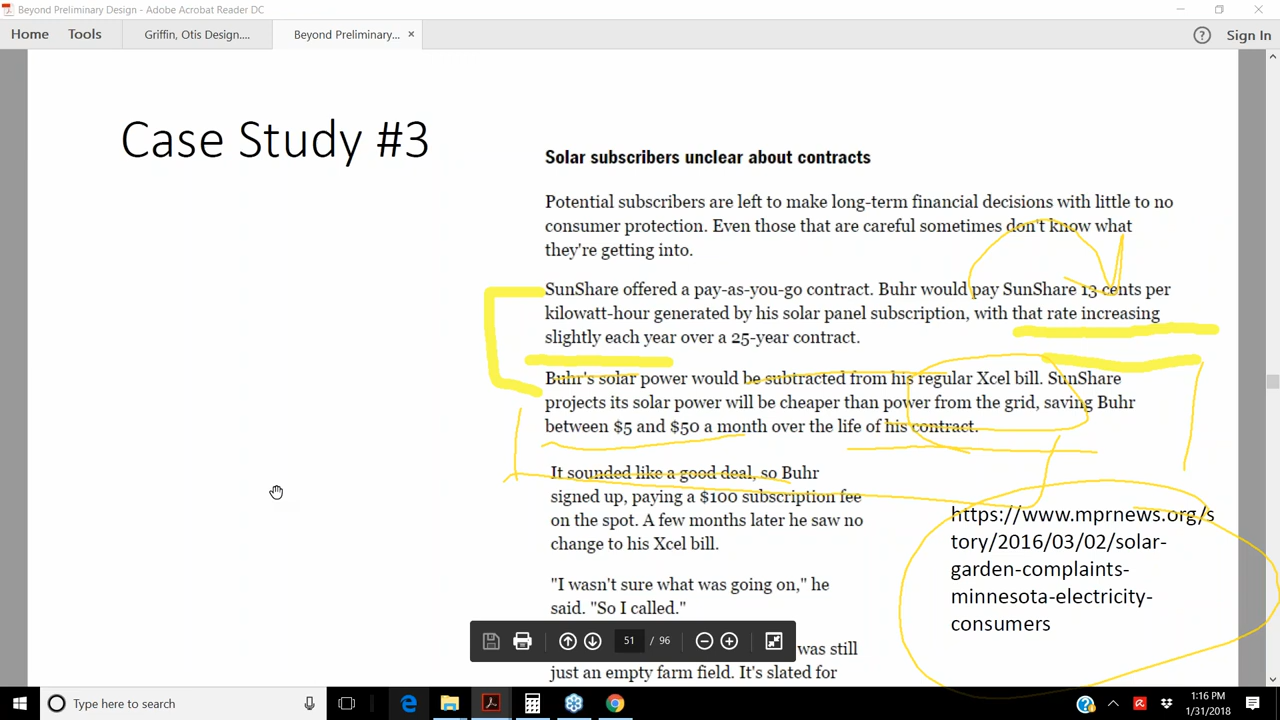 Beyond Preliminary Design - Adobe Acrobat Reader DC
Home Tools Griffin, Otis Design.... Beyond Preliminary... × ? Sign In
Case Study #3
Solar subscribers unclear about contracts
Potential subscribers are left to make long-term financial decisions with little to no
consumer protection. Even those that are careful sometimes don't know what
they're getting into.
SunShare offered a pay-as-you-go contract. Buhr would pay SunShare 13 cents per
kilowatt-hour generated by his solar panel subscription, with that rate increasing
slightly each year over a 25-year contract.
Buhr's solar power would be subtracted from his regular Xcel bill. SunShare
projects its solar power will be cheaper than power from the grid, saving Buhr
between $5 and $50 a month over the life of his contract.
It sounded like a good deal, so Buhr
signed up, paying a $100 subscription fee
on the spot. A few months later he saw no
change to his Xcel bill.
"I wasn't sure what was going on," he
said. "So I called."
was still
just an empty farm field. It's slated for
https://www.mprnews.org/s
tory/2016/03/02/solar-
garden-complaints-
minnesota-electricity-
consumers
51 / 96
Type here to search
1:16 PM
1/31/2018